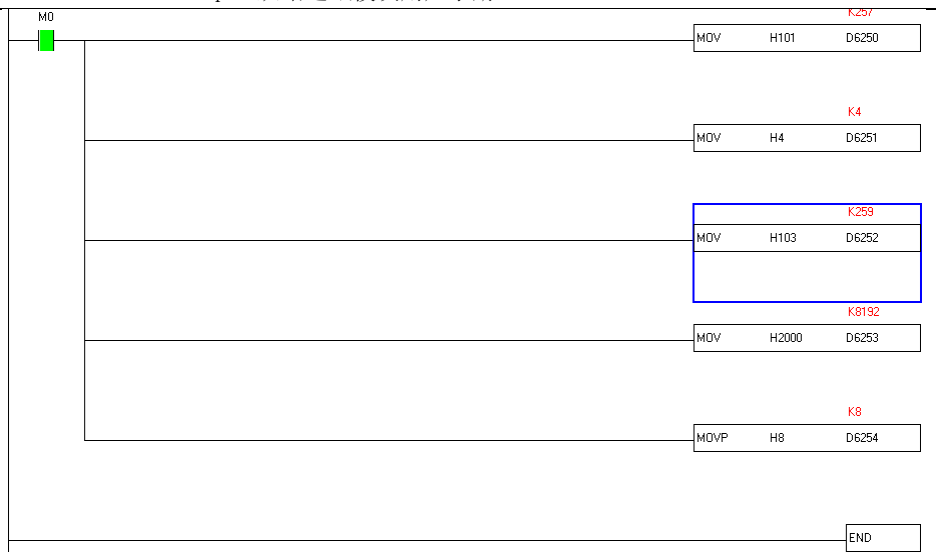 M0
K257
MOV H101 D6250
K4
MOV H4 D6251
K259
MOV H103 D6252
K8192
MOV H2000 D6253
K8
MOVP H8 D6254
END